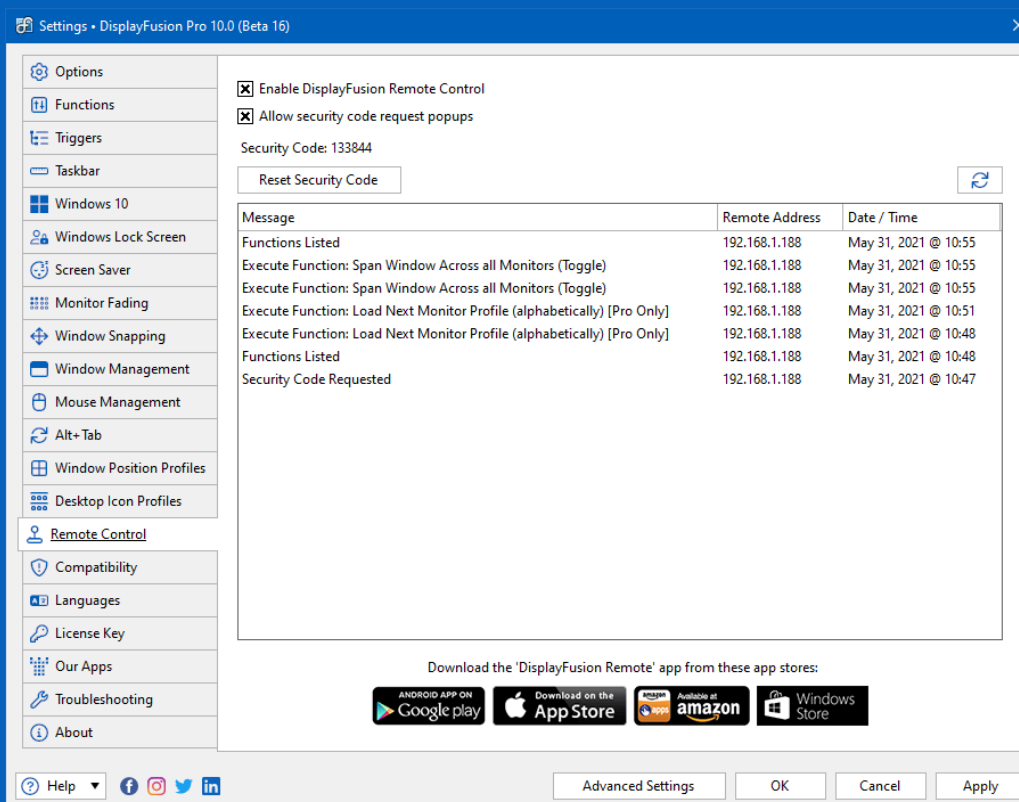 Settings • DisplayFusion Pro 10.0 (Beta 16)
Options
Functions
Triggers
Taskbar
Windows 10
Windows Lock Screen
Screen Saver
Monitor Fading
Window Snapping
Window Management
Mouse Management
Alt+Tab
Window Position Profiles
Desktop Icon Profiles
Remote Control
Compatibility
Languages
License Key
Our Apps
Troubleshooting
About
Enable DisplayFusion Remote Control
Allow security code request popups
Security Code: 133844
Reset Security Code
Message Remote Address Date / Time
Functions Listed 192.168.1.188 May 31, 2021 @ 10:55
Execute Function: Span Window Across all Monitors (Toggle) 192.168.1.188 May 31, 2021 @ 10:55
Execute Function: Span Window Across all Monitors (Toggle) 192.168.1.188 May 31, 2021 @ 10:55
Execute Function: Load Next Monitor Profile (alphabetically) [Pro Only] 192.168.1.188 May 31, 2021 @ 10:51
Execute Function: Load Next Monitor Profile (alphabetically) [Pro Only] 192.168.1.188 May 31, 2021 @ 10:48
Functions Listed 192.168.1.188 May 31, 2021 @ 10:48
Security Code Requested 192.168.1.188 May 31, 2021 @ 10:47
Download the 'DisplayFusion Remote' app from these app stores:
ANDROID APP ON
Google play
Download on the
App Store
amazon
apps
Available at
amazon
Windows
Store
Help
Advanced Settings
OK
Cancel
Apply